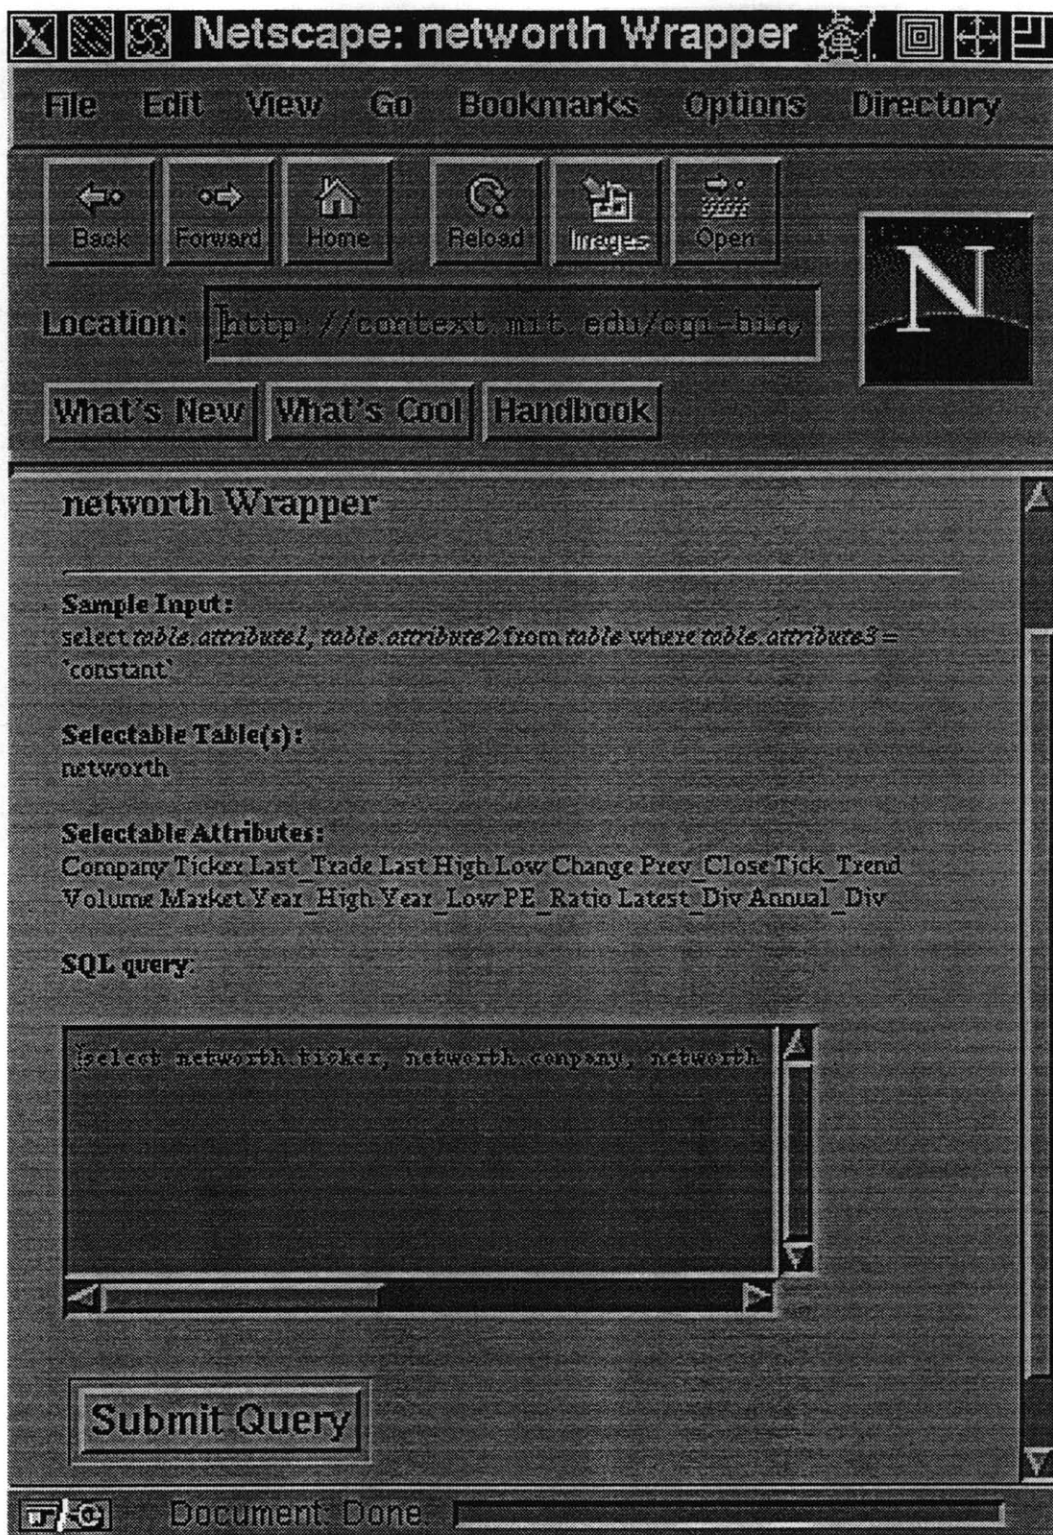 Netscape: networth Wrapper
File Edit View Go Bookmarks Options Directory
Back Forward Home Reload Images Open
N
Location: http://context.mit.edu/cgi-bin/
What's New What's Cool Handbook
networth Wrapper
Sample Input:
select table.attribute1, table.attribute2 from table where table.attribute3 =
`constant`
Selectable Table(s):
networth
Selectable Attributes:
Company Ticker Last_Trade Last High Low Change Prev_Close Tick_Trend
Volume Market Year_High Year_Low PE_Ratio Latest_Div Annual_Div
SQL query:
select networth.ticker, networth.company, networth
Submit Query
Document: Done.